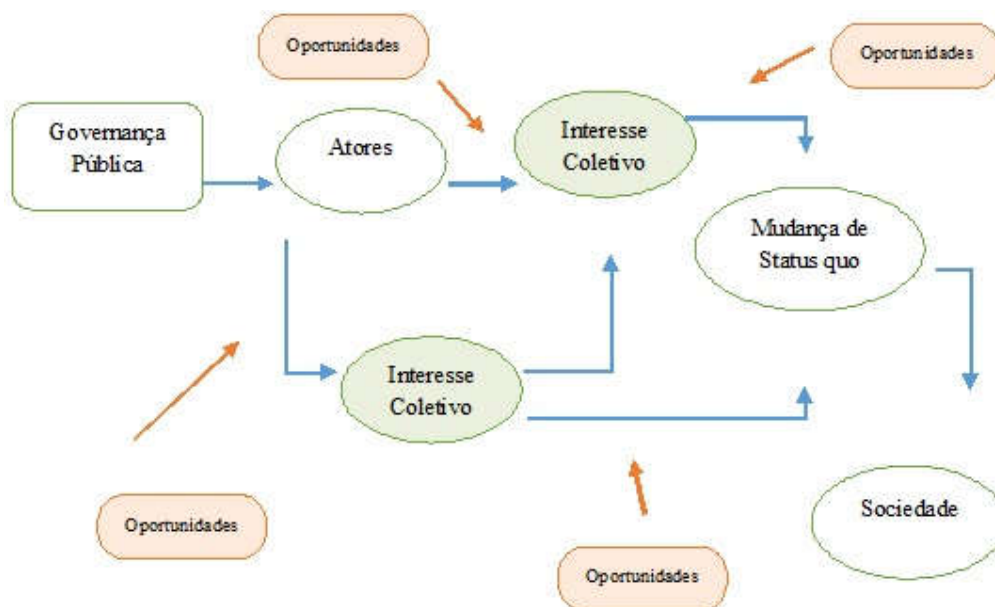 Oportunidades
Oportunidades
Governança
Pública
Atores
Interesse
Coletivo
Mudança de
Status quo
Interesse
Coletivo
Oportunidades
Oportunidades
Sociedade